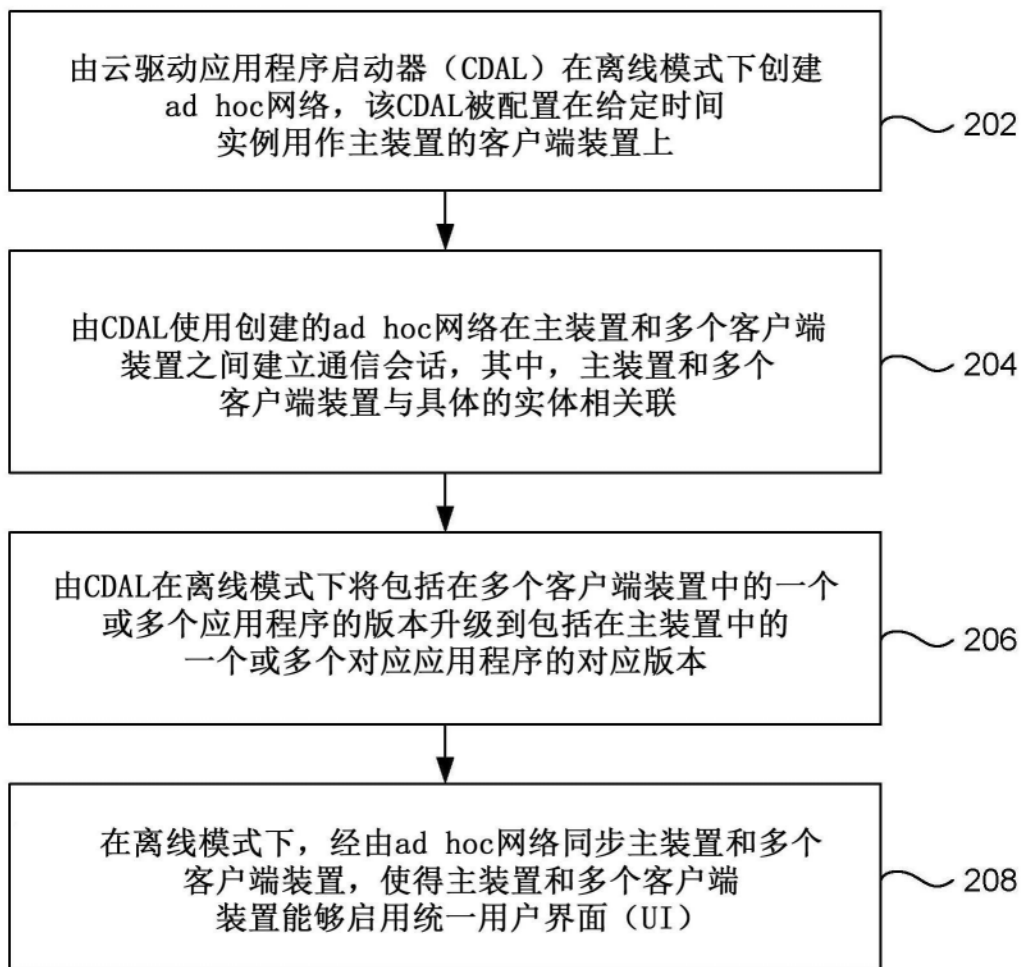 由云驱动应用程序启动器（CDAL）在离线模式下创建
ad hoc网络，该CDAL被配置在给定时间
实例用作主装置的客户端装置上
202
由CDAL使用创建的ad hoc网络在主装置和多个客户端
装置之间建立通信会话，其中，主装置和多个
客户端装置与具体的实体相关联
204
由CDAL在离线模式下将包括在多个客户端装置中的一个
或多个应用程序的版本升级到包括在主装置中的
一个或多个对应应用程序的对应版本
206
在离线模式下，经由ad hoc网络同步主装置和多个
客户端装置，使得主装置和多个客户端
装置能够启用统一用户界面（UI）
208